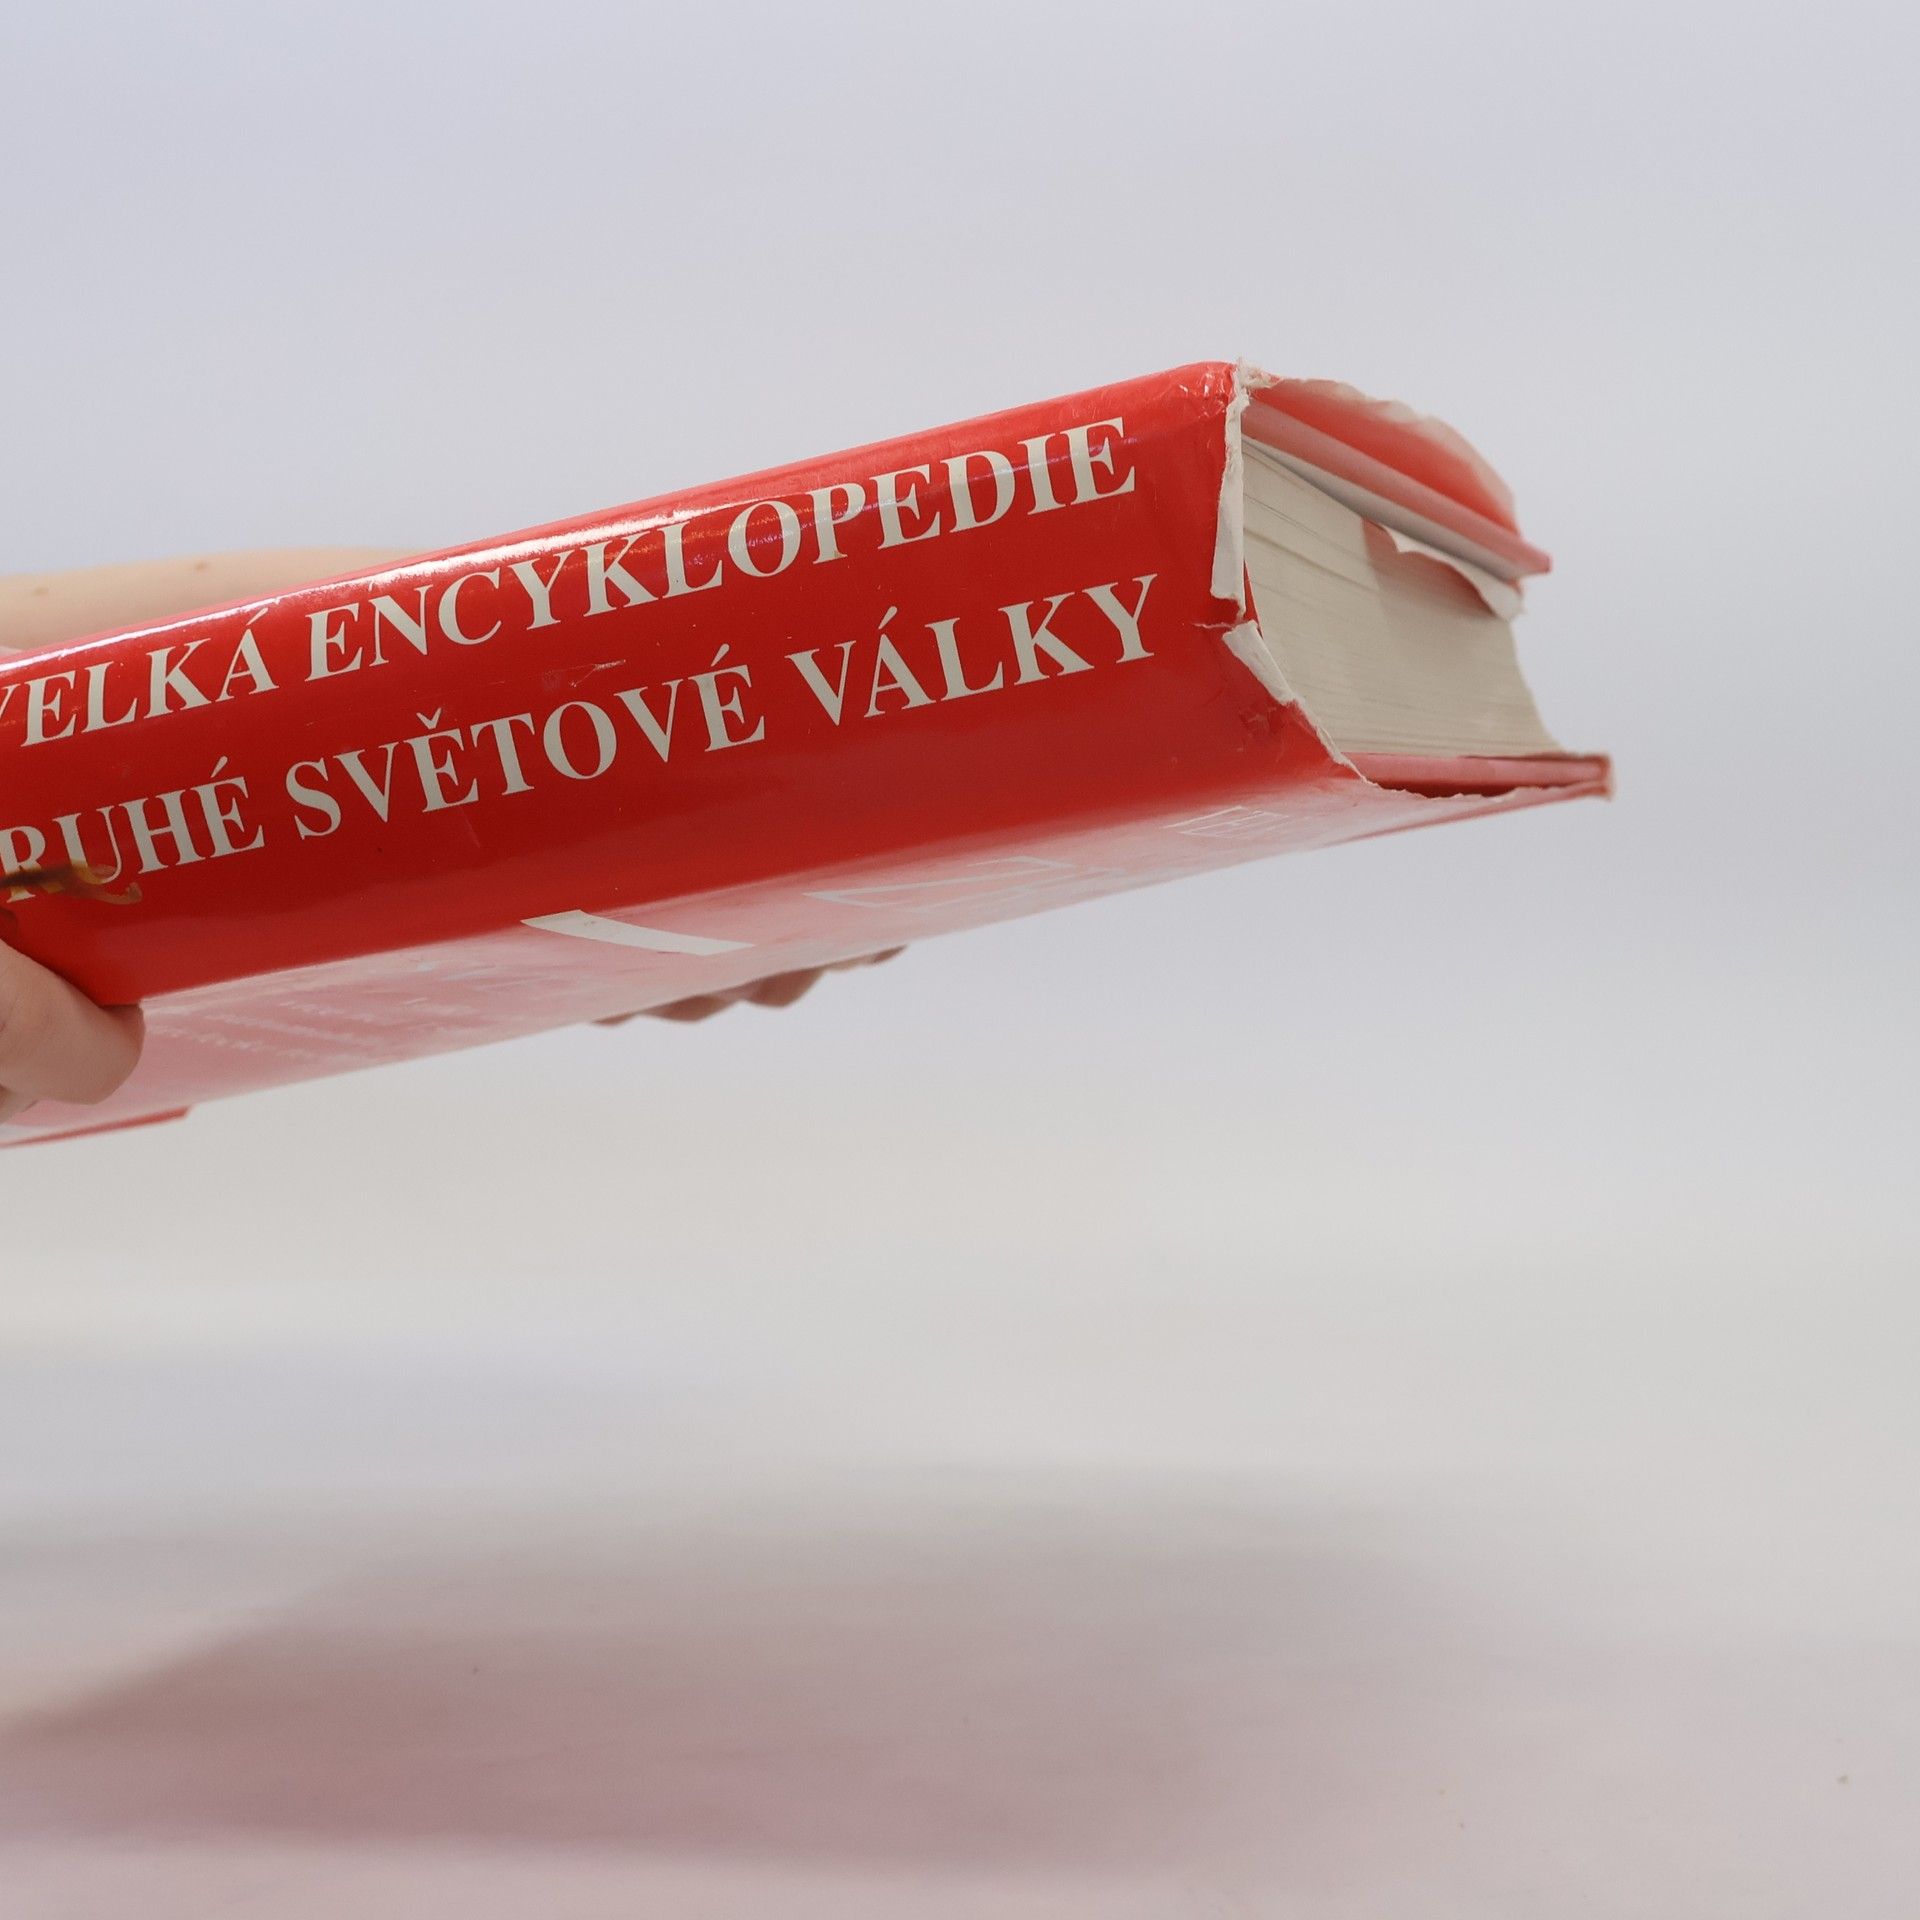 VELKÁ ENCYKLOPEDIE
RUHÉ SVĚTOVÉ VÁLKY